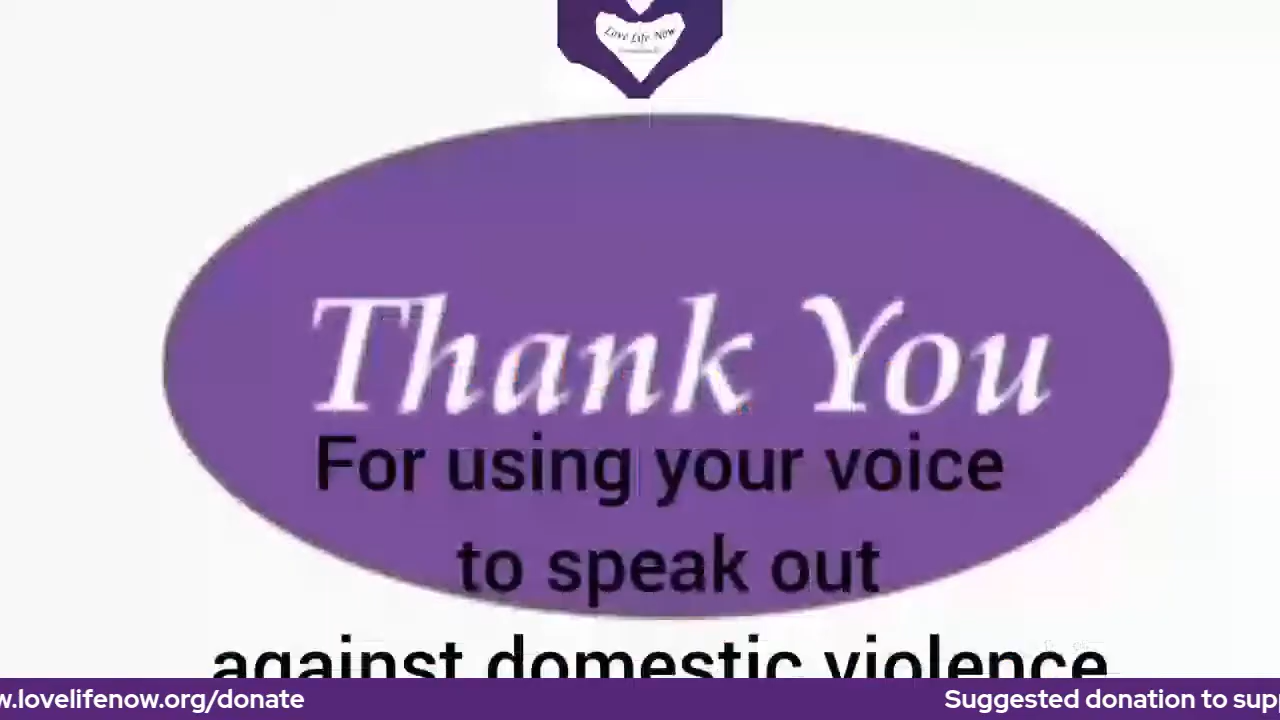 Love Life Now
Thank You
For using your voice
to speak out
against domestic violence
w.lovelifenow.org/donate
Suggested donation to supp